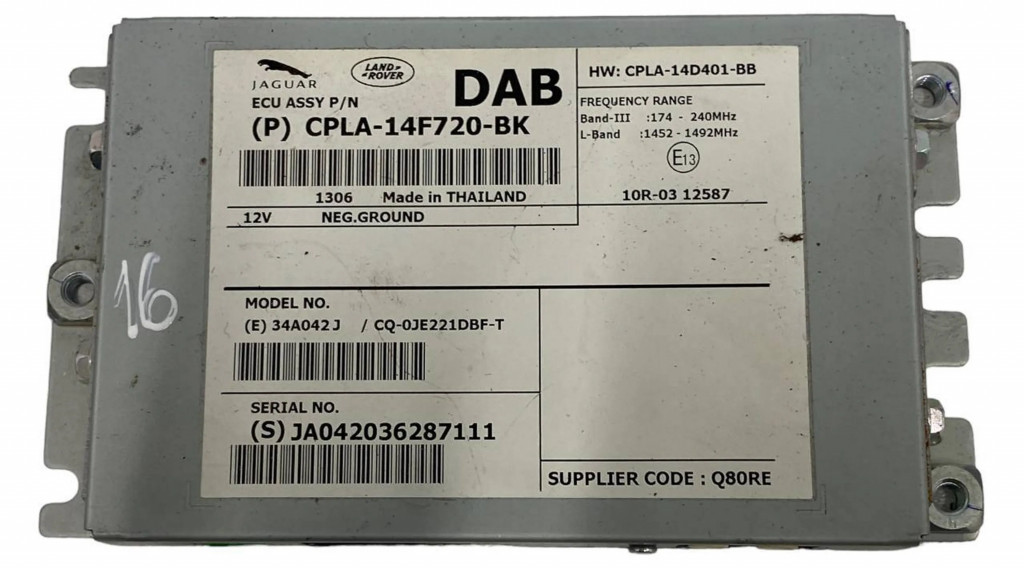 JAGUAR
LAND ROVER
DAB
HW: CPLA-14D401-BB
ECU ASSY P/N
(P) CPLA-14F720-BK
FREQUENCY RANGE
Band-III :174 - 240MHz
L-Band :1452 - 1492MHz
E13
1306 Made in THAILAND
10R-03 12587
12V NEG.GROUND
16
MODEL NO.
(E) 34A042J / CQ-0JE221DBF-T
SERIAL NO.
(S) JA042036287111
SUPPLIER CODE : Q80RE